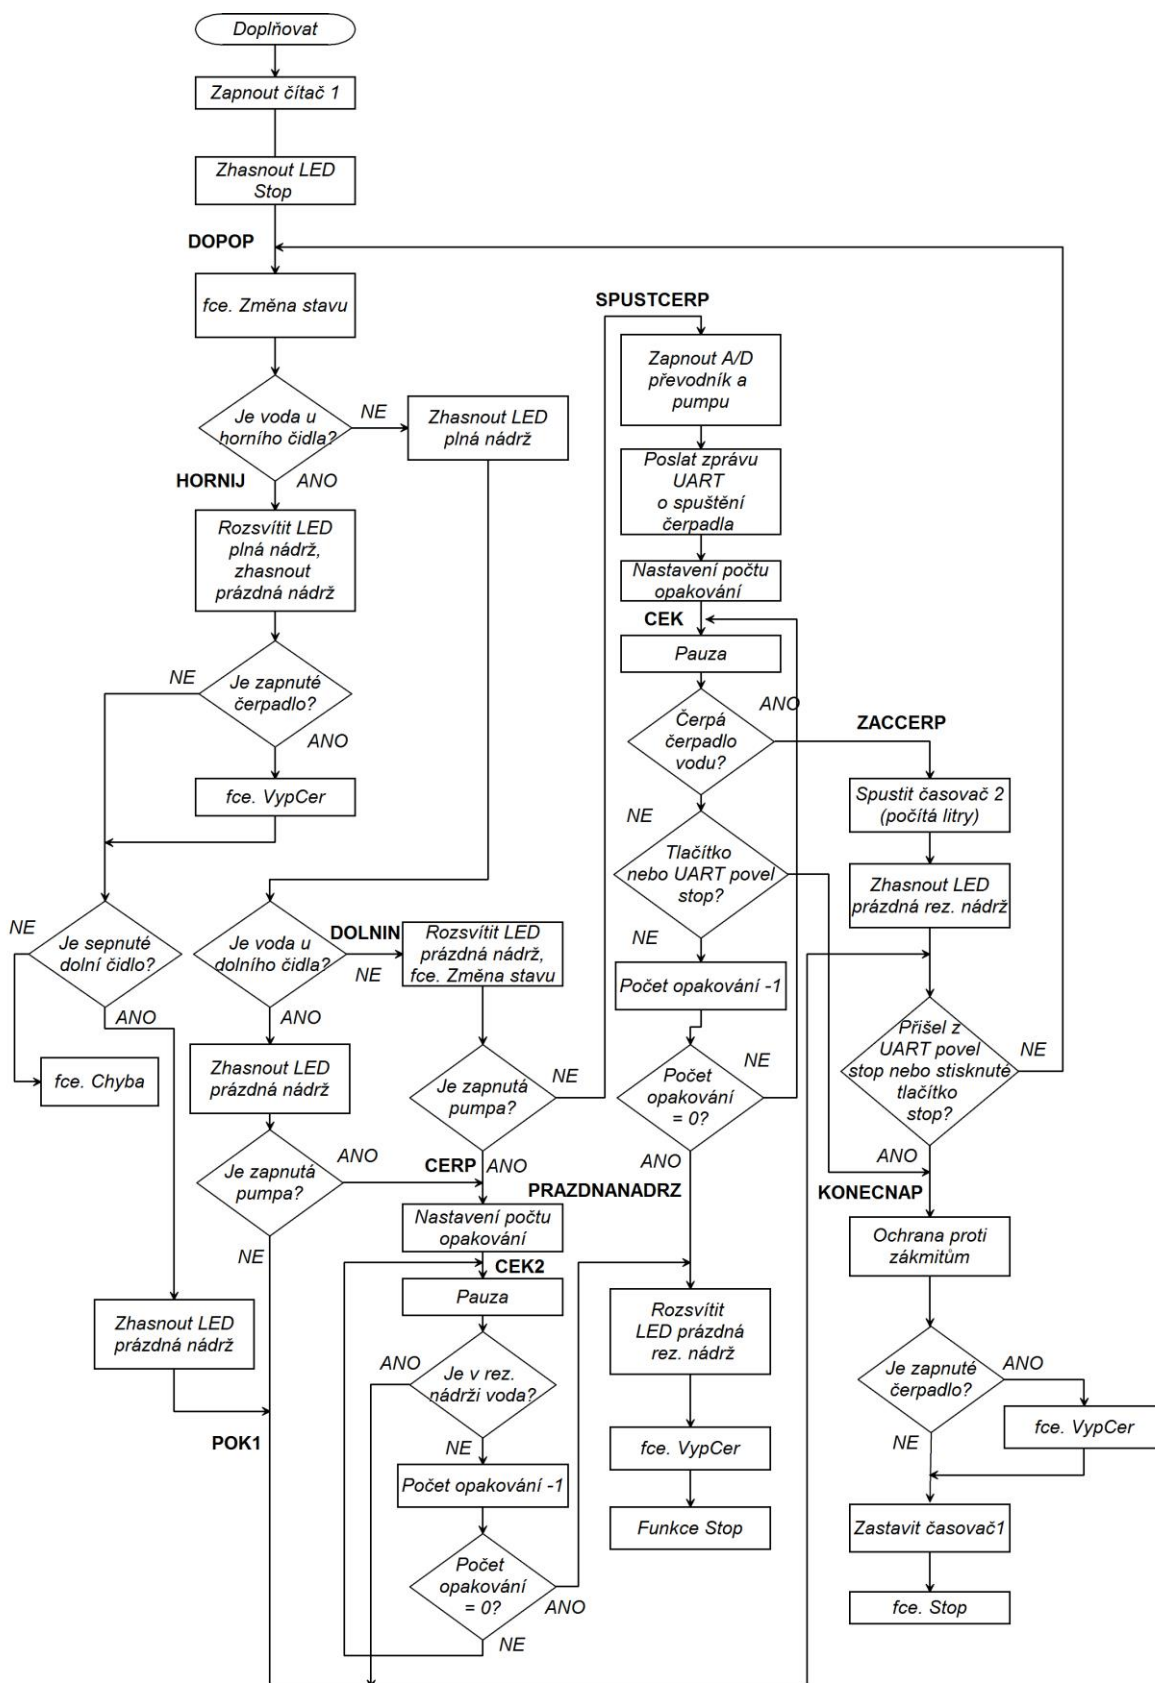 Doplňovat
Zapnout čítač 1
Zhasnout LED
Stop
DOPOP
fce. Změna stavu
Je voda u
horního čidla?
NE
Zhasnout LED
plná nádrž
HORNIJ
ANO
Rozsvítit LED
plná nádrž,
zhasnout
prázdná nádrž
NE
Je zapnuté
čerpadlo?
ANO
fce. VypCer
NE
Je sepnuté
dolní čidlo?
ANO
fce. Chyba
Zhasnout LED
prázdná nádrž
POK1
Je voda u
dolního čidla?
DOLNIN
NE
ANO
Zhasnout LED
prázdná nádrž
Je zapnutá
pumpa?
ANO
NE
Rozsvítit LED
prázdná nádrž,
fce. Změna stavu
Je zapnutá
pumpa?
NE
CERP
ANO
Nastavení počtu
opakování
CEK2
Pauza
ANO
Je v rez.
nádrži voda?
NE
Počet opakování -1
Počet
opakování
= 0?
ANO
NE
SPUSTCERP
Zapnout A/D
převodník a
pumpu
Poslat zprávu
UART
o spuštění
čerpadla
Nastavení počtu
opakování
CEK
Pauza
ANO
Čerpá
čerpadlo
vodu?
NE
Tlačítko
nebo UART povel
stop?
NE
Počet opakování -1
Počet
opakování
= 0?
NE
ANO
PRAZDNANADRZ
Rozsvítit
LED prázdná
rez. nádrž
fce. VypCer
Funkce Stop
ZACCERP
Spustit časovač 2
(počítá litry)
Zhasnout LED
prázdná rez. nádrž
Přišel z
UART povel
stop nebo stisknuté
tlačítko
stop?
NE
ANO
KONECNAP
Ochrana proti
zákmitům
Je zapnuté
čerpadlo?
ANO
NE
fce. VypCer
Zastavit časovač1
fce. Stop